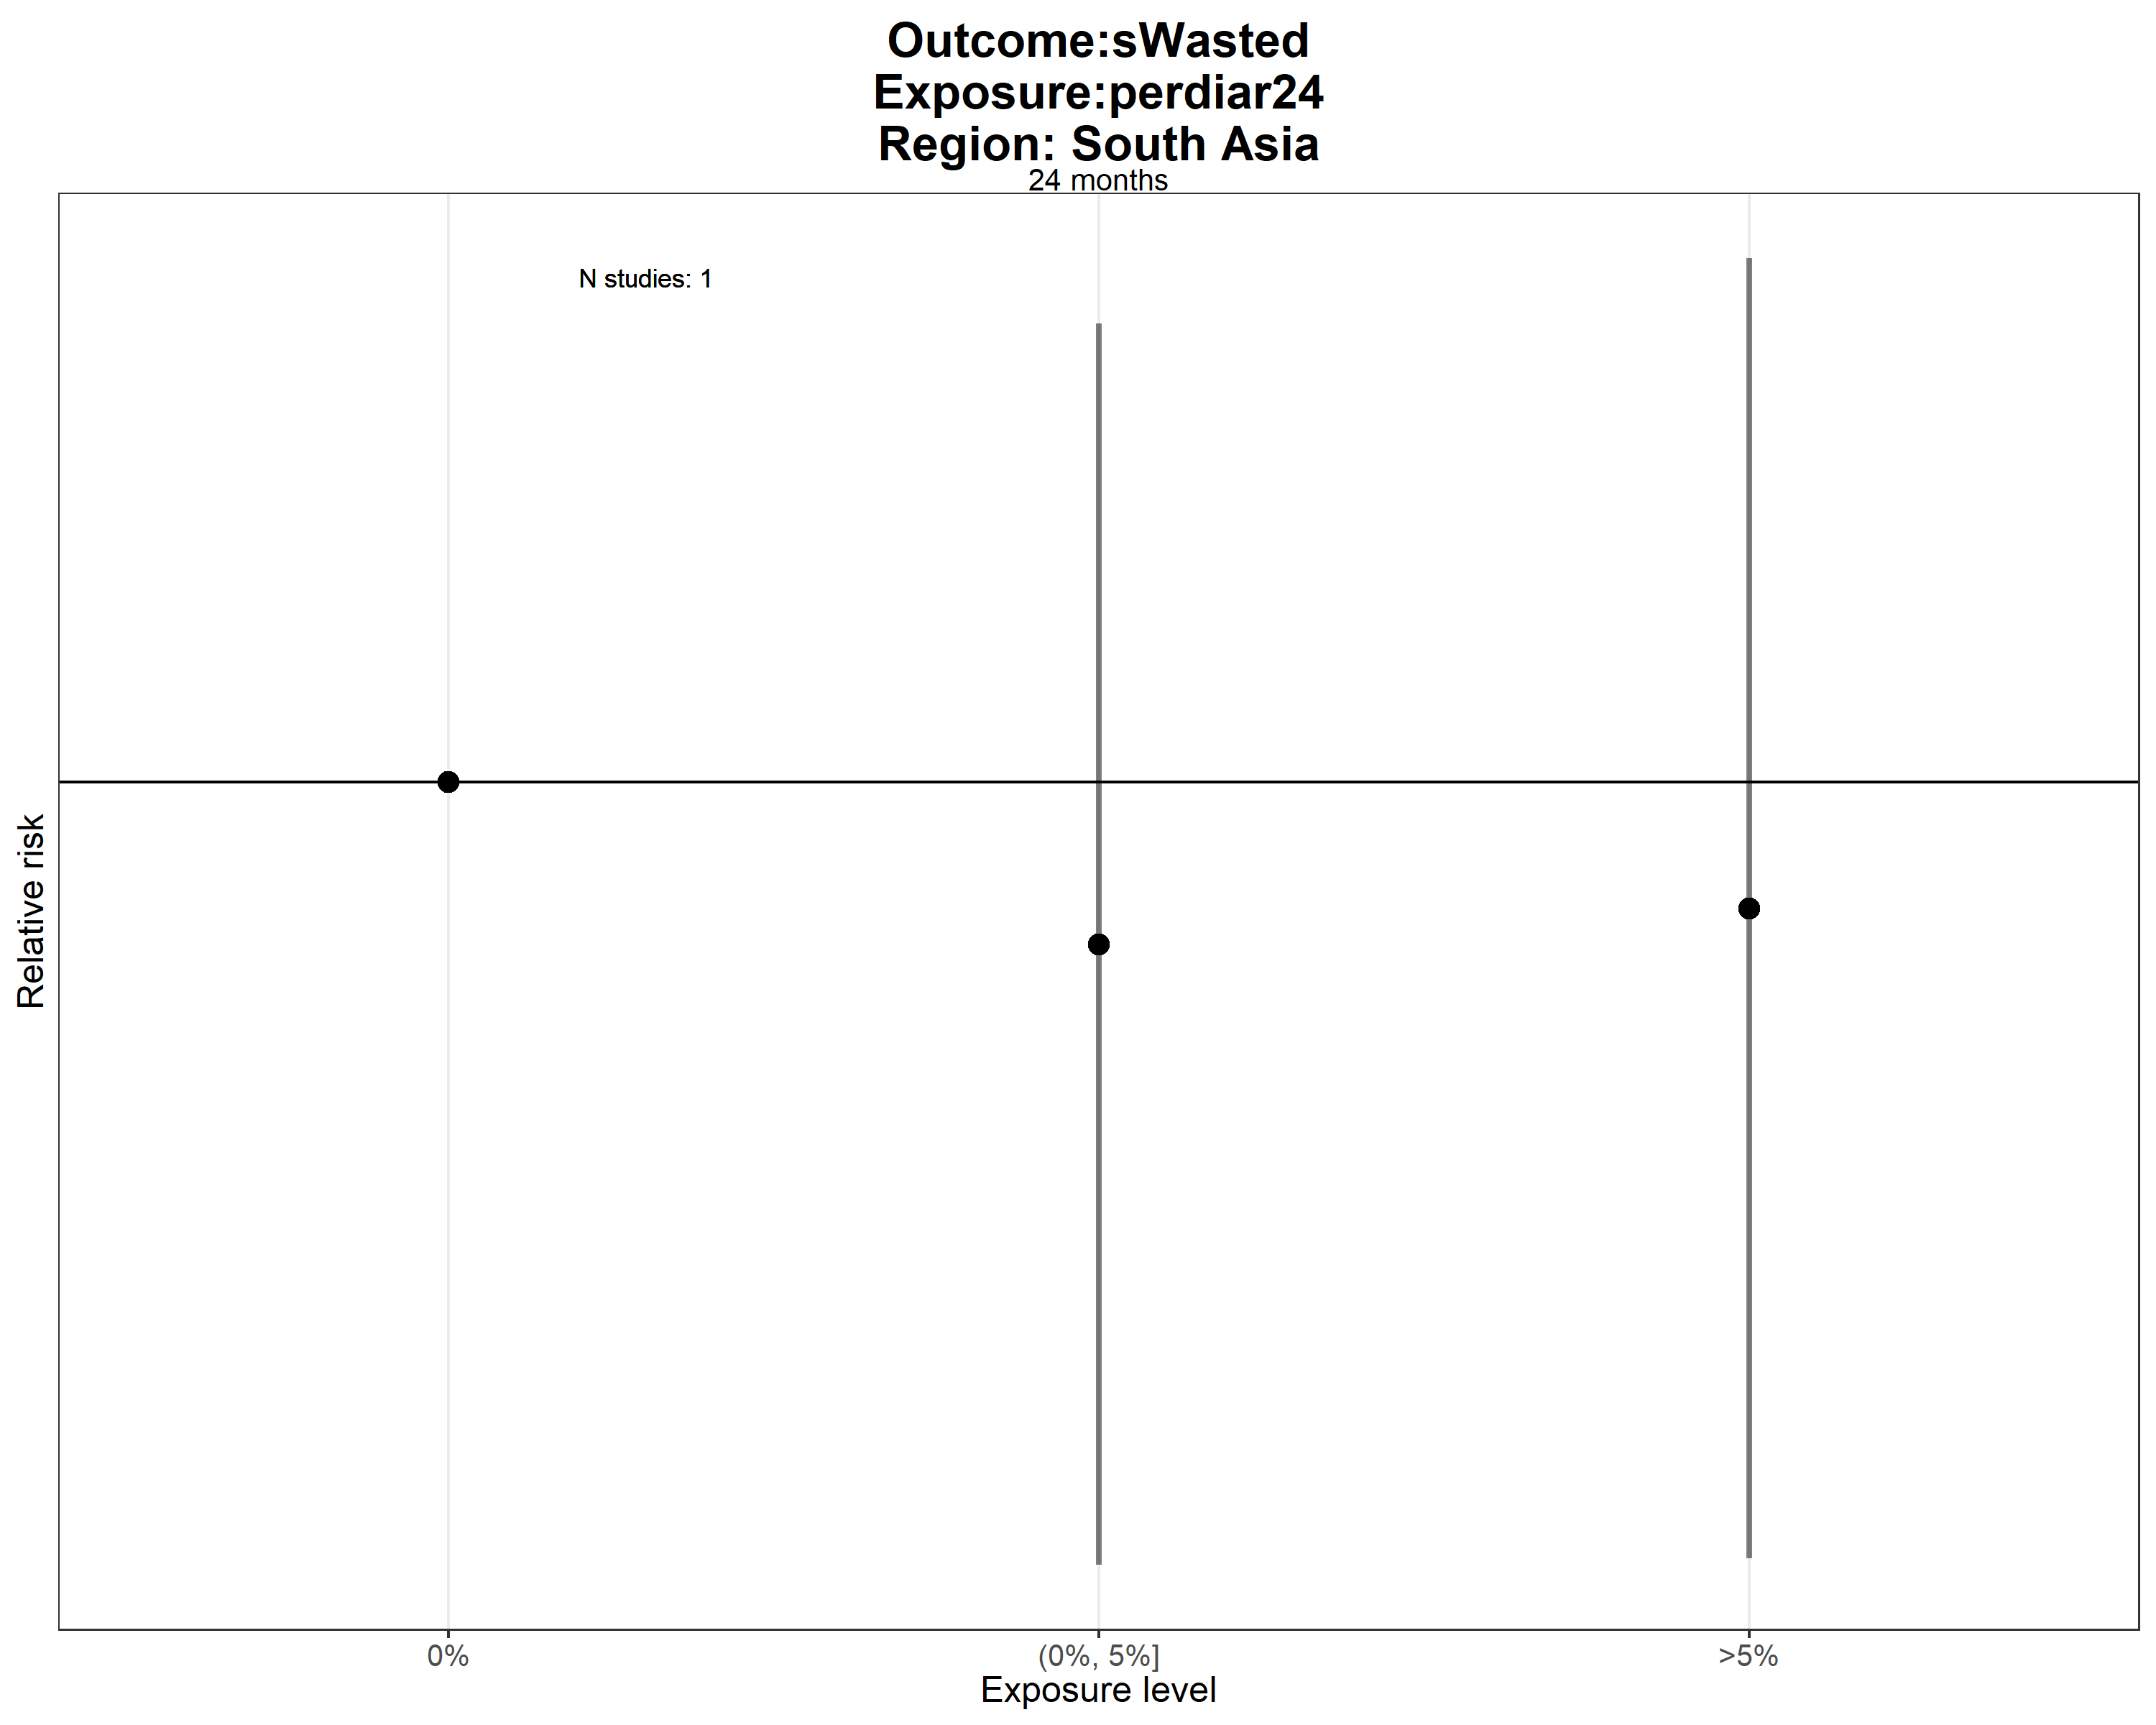 Outcome:sWasted
Exposure:perdiar24
Region: South Asia
24 months
N studies: 1
Relative risk
0%
(0%, 5%]
>5%
Exposure level